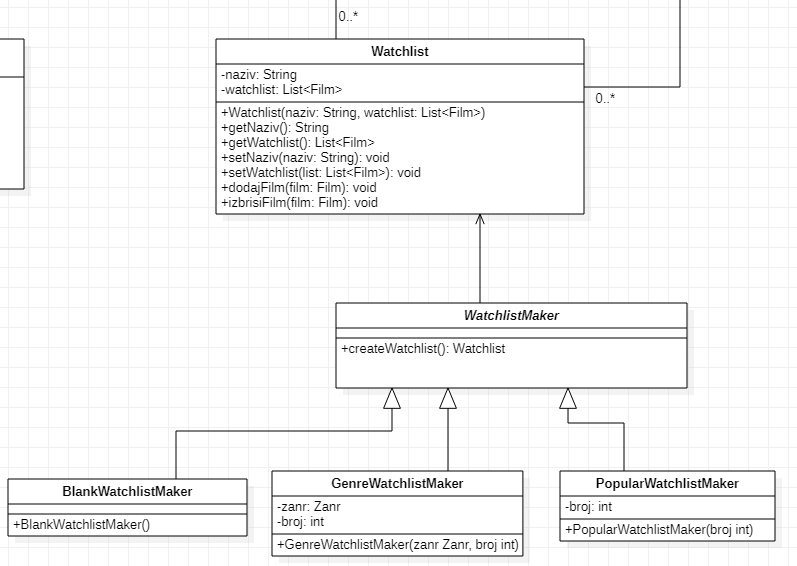 0..*
Watchlist
-naziv: String
-watchlist: List<Film>
0..*
+Watchlist(naziv: String, watchlist: List<Film>)
+getNaziv(): String
+getWatchlist(): List<Film>
+setNaziv(naziv: String): void
+setWatchlist(list: List<Film>): void
+dodajFilm(film: Film): void
+izbrisiFilm(film: Film): void
WatchlistMaker
+createWatchlist(): Watchlist
BlankWatchlistMaker
+BlankWatchlistMaker()
GenreWatchlistMaker
-zanr: Zanr
-broj: int
+GenreWatchlistMaker(zanr Zanr, broj int)
PopularWatchlistMaker
-broj: int
+PopularWatchlistMaker(broj int)